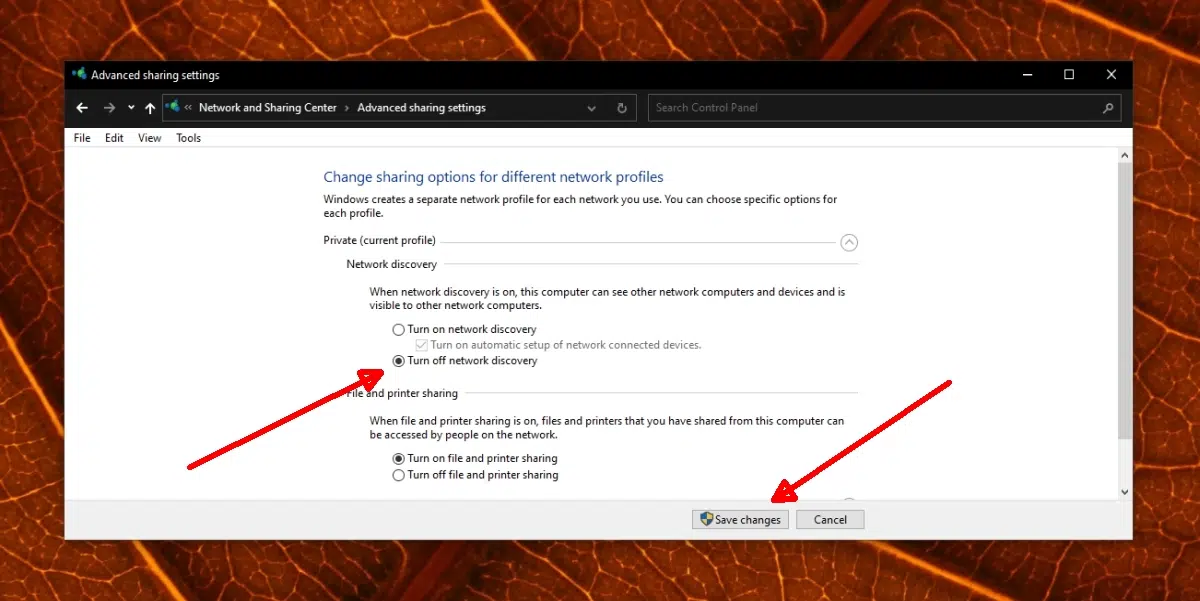 Advanced sharing settings
« Network and Sharing Center › Advanced sharing settings
Search Control Panel
File Edit View Tools
Change sharing options for different network profiles
Windows creates a separate network profile for each network you use. You can choose specific options for
each profile.
Private (current profile)
Network discovery
When network discovery is on, this computer can see other network computers and devices and is
visible to other network computers.
Turn on network discovery
Turn on automatic setup of network connected devices.
Turn off network discovery
File and printer sharing
When file and printer sharing is on, files and printers that you have shared from this computer can
be accessed by people on the network.
Turn on file and printer sharing
Turn off file and printer sharing
Save changes
Cancel